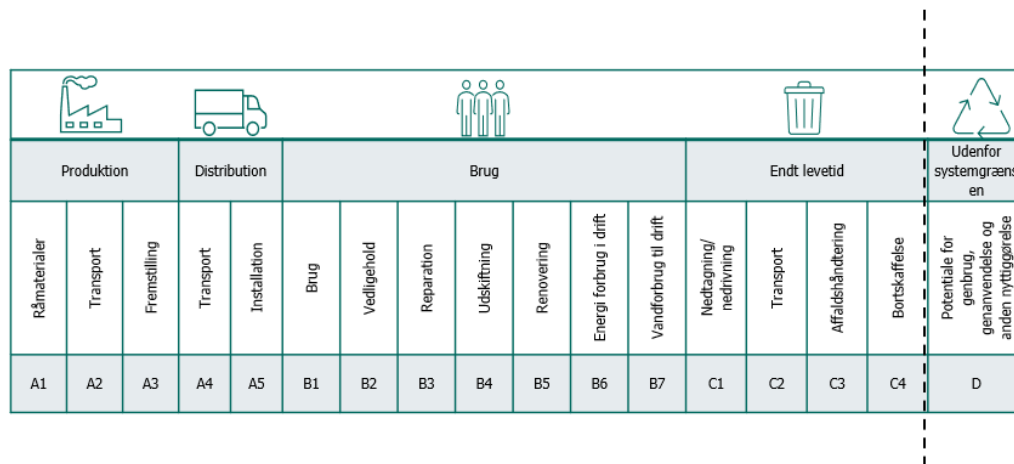 Produktion
Distribution
Brug
Endt levetid
Udenfor
systemgræns
en
Råmaterialer
Transport
Fremstilling
Transport
Installation
Brug
Vedligehold
Reparation
Udskiftning
Renovering
Energi forbrug i drift
Vandforbrug til drift
Nedtagning/
nedrivning
Transport
Affaldshåndtering
Bortskaffelse
Potentiale for
genbrug,
genanvendelse og
anden nyttiggørelse
A1
A2
A3
A4
A5
B1
B2
B3
B4
B5
B6
B7
C1
C2
C3
C4
D